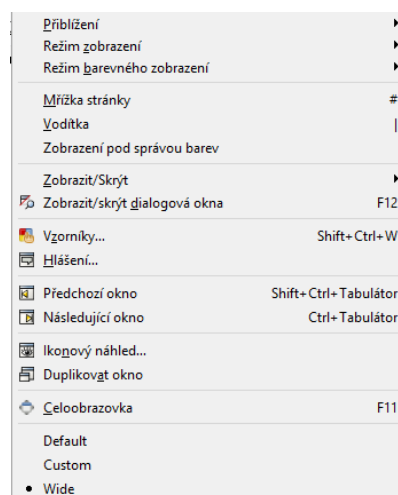 Přiblížení
Režim zobrazení
Režim barevného zobrazení
Mřížka stránky #
Vodítka |
Zobrazení pod správou barev
Zobrazit/Skrýt
Zobrazit/skrýt dialogová okna F12
Vzorníky... Shift+Ctrl+W
Hlášení...
Předchozí okno Shift+Ctrl+Tabulátor
Následující okno Ctrl+Tabulátor
Ikonový náhled...
Duplikovat okno
Celoobrazovka F11
Default
Custom
Wide